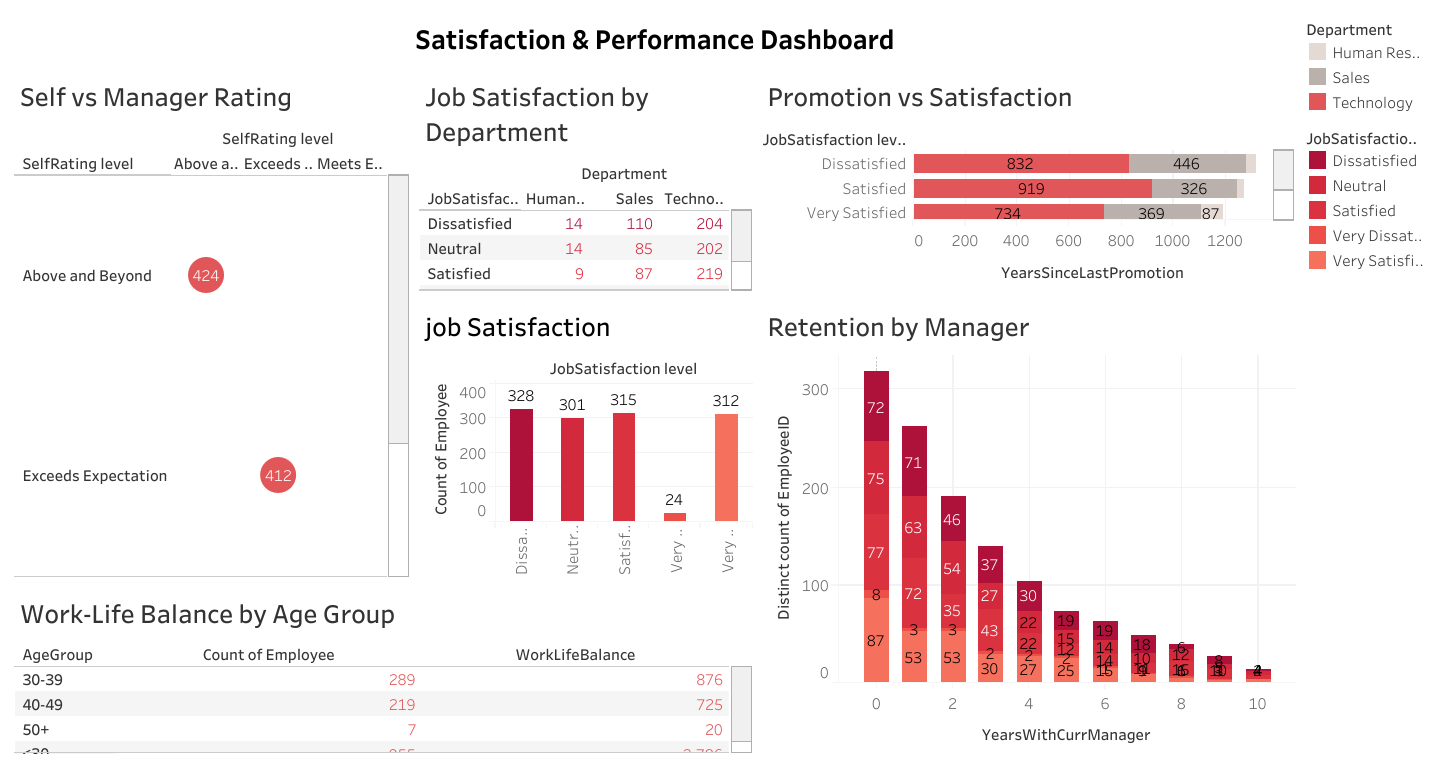 Satisfaction & Performance Dashboard
Self vs Manager Rating
SelfRating level
SelfRating level Above a.. Exceeds .. Meets E..
Above and Beyond 424
Exceeds Expectation 412
Job Satisfaction by
Department
Department
JobSatisfac.. Human.. Sales Techno..
Dissatisfied 14 110 204
Neutral 14 85 202
Satisfied 9 87 219
Promotion vs Satisfaction
JobSatisfaction lev..
Dissatisfied 832 446
Satisfied 919 326
Very Satisfied 734 369 87
0 200 400 600 800 1000 1200
YearsSinceLastPromotion
Department
Human Res..
Sales
Technology
JobSatisfactio..
Dissatisfied
Neutral
Satisfied
Very Dissat..
Very Satisfi..
job Satisfaction
JobSatisfaction level
Count of Employee
400
300
200
100
0
328 301 315 24 312
Dissa.. Neutr.. Satisf.. Very .. Very ..
Retention by Manager
Distinct count of EmployeeID
300
200
100
0
72
75
77
8
87
71
63
72
3
53
46
54
35
3
53
37
27
43
2
30
30
22
22
2
27
19
15
12
2
25
19
14
14
15
18
10
6
12
8
0 2 4 6 8 10
YearsWithCurrManager
Work-Life Balance by Age Group
AgeGroup Count of Employee WorkLifeBalance
30-39 289 876
40-49 219 725
50+ 7 20